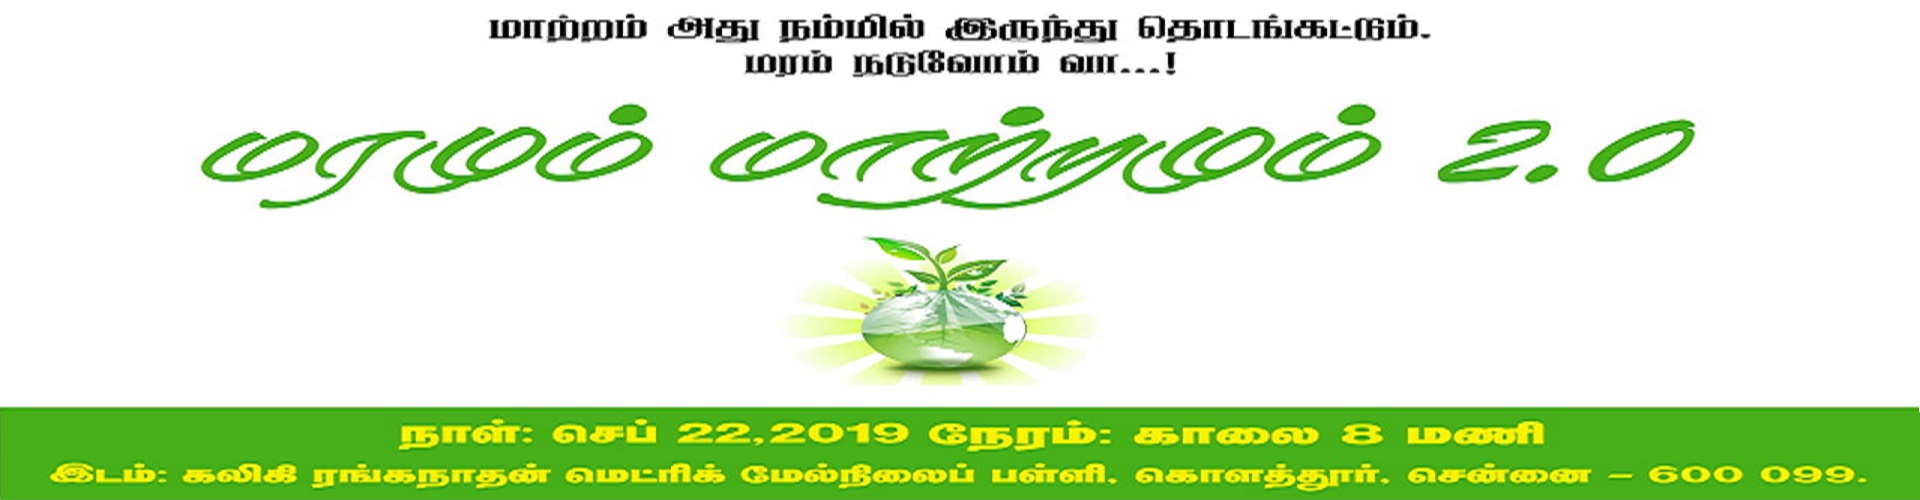 மாற்றம் அது நம்மில் இருந்து தொடங்கட்டும்.
மரம் நடுவோம் வா...!
மரமும் மாற்றமும் 2.0
நாள்: செப் 22,2019 நேரம்: காலை 8 மணி
இடம்: கலிகி ரங்கநாதன் மெட்ரிக் மேல்நிலைப் பள்ளி, கொளத்தூர், சென்னை – 600 099.